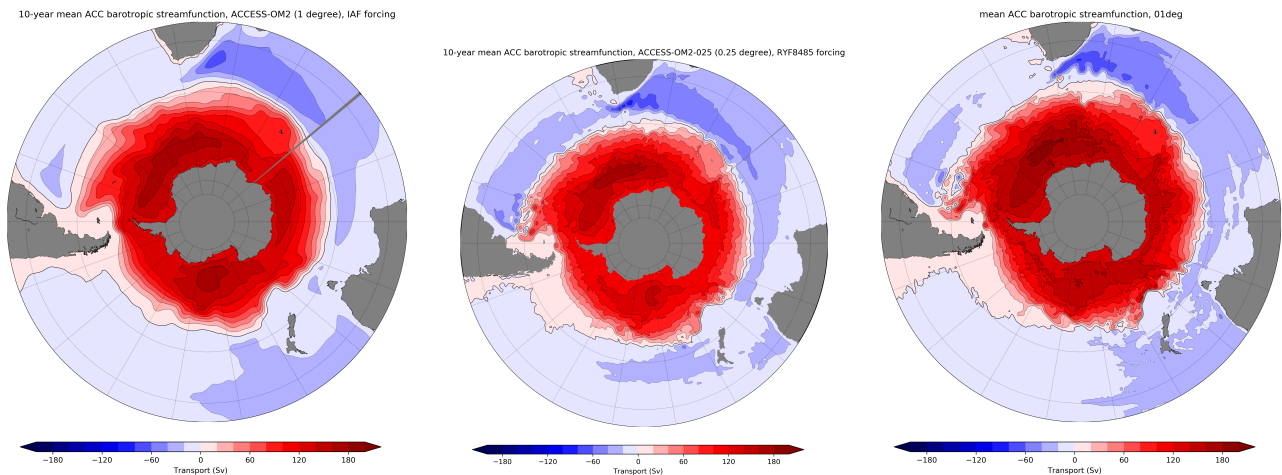 10-year mean ACC barotropic streamfunction, ACCESS-OM2 (1 degree), IAF forcing
−180 −120 −60 0 60 120 180
Transport (Sv)
10-year mean ACC barotropic streamfunction, ACCESS-OM2-025 (0.25 degree), RYF8485 forcing
−180 −120 −60 0 60 120 180
Transport (Sv)
mean ACC barotropic streamfunction, 01deg
−180 −120 −60 0 60 120 180
Transport (Sv)